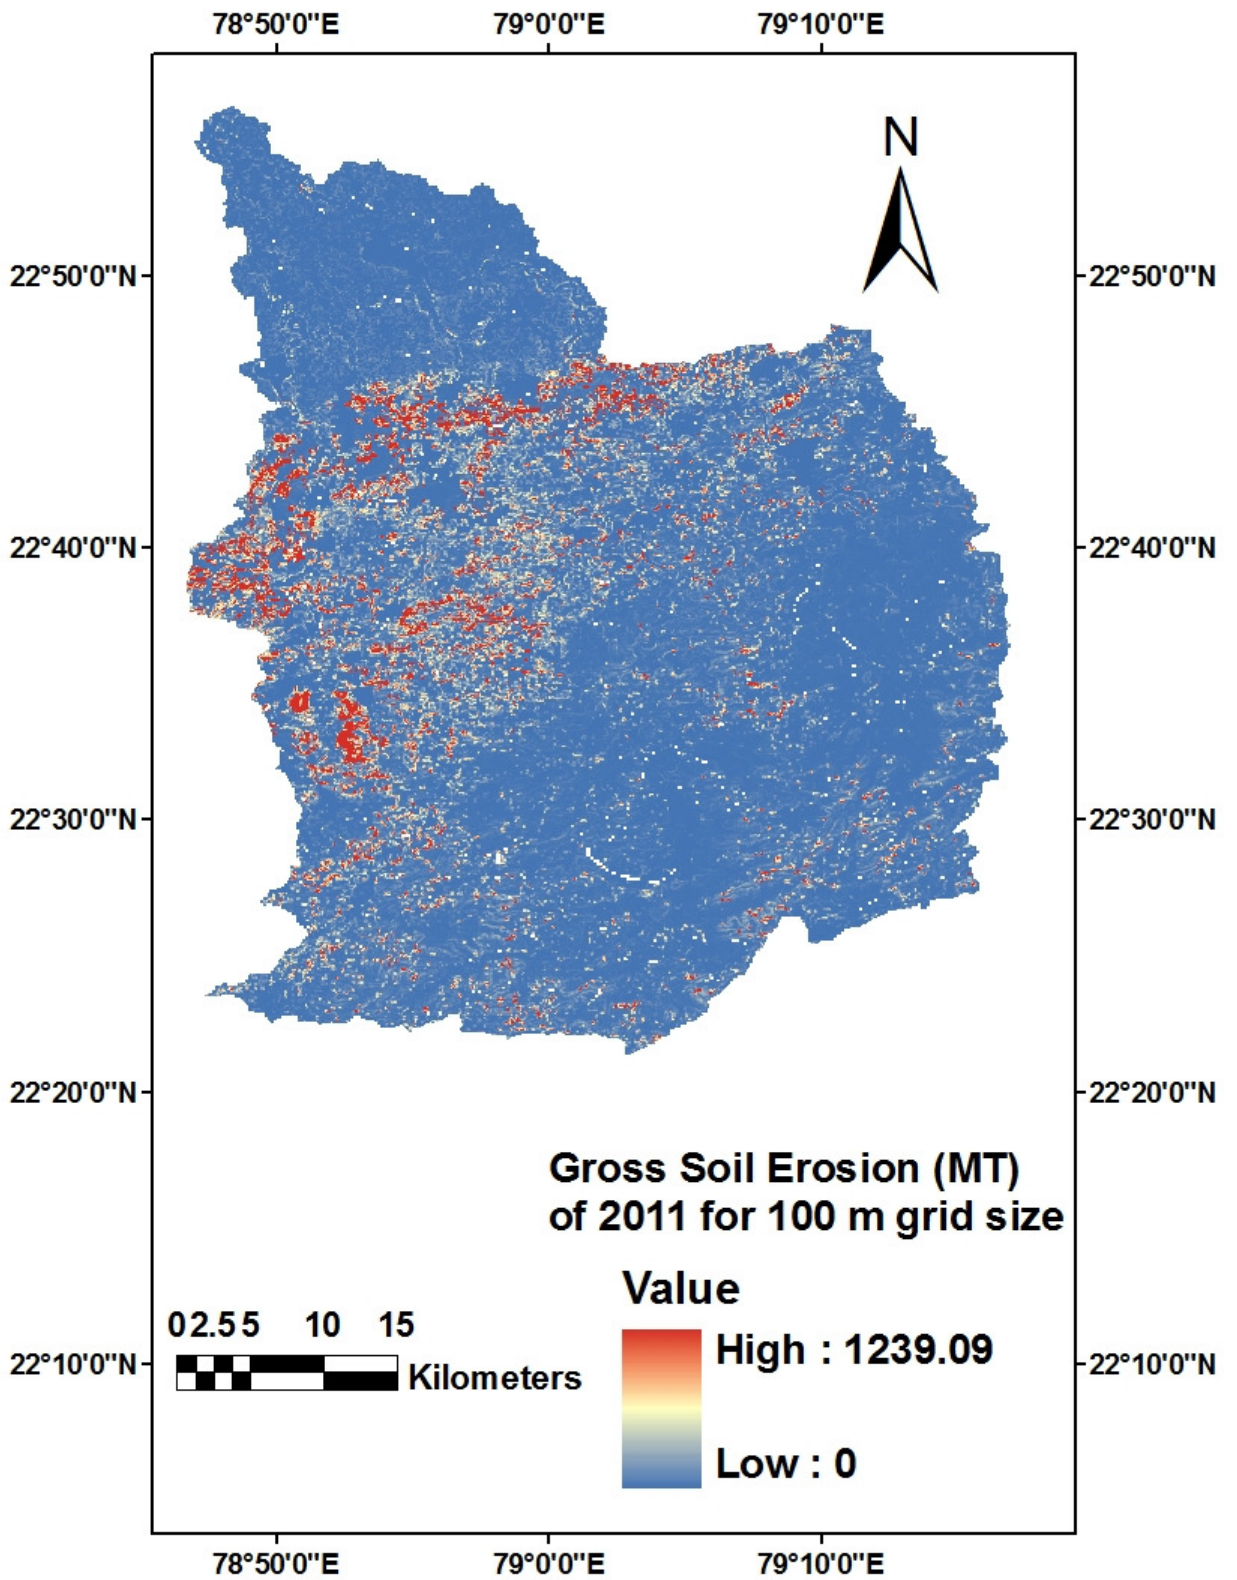 78°50'0"E 79°0'0"E 79°10'0"E
N
22°50'0"N 22°50'0"N
22°40'0"N 22°40'0"N
22°30'0"N 22°30'0"N
22°20'0"N 22°20'0"N
Gross Soil Erosion (MT)
of 2011 for 100 m grid size
Value
0 2.5 5 10 15
High : 1239.09
22°10'0"N 22°10'0"N
Kilometers
Low : 0
78°50'0"E 79°0'0"E 79°10'0"E